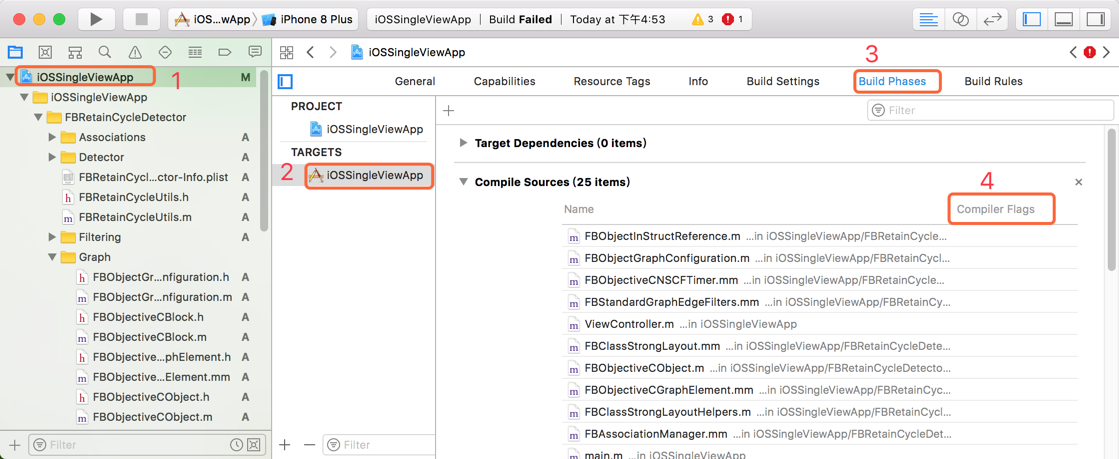 iOS...wApp iPhone 8 Plus iOSSingleViewApp Build Failed Today at 下午4:53 3 1
iOSSingleViewApp
iOSSingleViewApp M 1
iOSSingleViewApp
FBRetainCycleDetector
Associations A
Detector A
FBRetainCycl...ctor-Info.plist A
FBRetainCycleUtils.h A
FBRetainCycleUtils.m A
Filtering A
Graph
FBObjectGr...nfiguration.h A
FBObjectGr...nfiguration.m A
FBObjectiveCBlock.h A
FBObjectiveCBlock.m A
FBObjective...phElement.h A
FBObjective...Element.mm A
FBObjectiveCObject.h A
FBObjectiveCObject.m A
Filter
3
General Capabilities Resource Tags Info Build Settings Build Phases Build Rules
PROJECT
iOSSingleViewApp
TARGETS
2 iOSSingleViewApp
Filter
Filter
Target Dependencies (0 items)
Compile Sources (25 items)
4
Name Compiler Flags
FBObjectInStructReference.m ...in iOSSingleViewApp/FBRetainCycle...
FBObjectGraphConfiguration.m ...in iOSSingleViewApp/FBRetainCycl...
FBObjectiveCNSCFTimer.mm ...in iOSSingleViewApp/FBRetainCycle...
FBStandardGraphEdgeFilters.mm ...in iOSSingleViewApp/FBRetainCy...
ViewController.m ...in iOSSingleViewApp
FBClassStrongLayout.mm ...in iOSSingleViewApp/FBRetainCycleDete...
FBObjectiveCObject.m ...in iOSSingleViewApp/FBRetainCycleDetecto...
FBObjectiveCGraphElement.mm ...in iOSSingleViewApp/FBRetainCy...
FBClassStrongLayoutHelpers.m ...in iOSSingleViewApp/FBRetainCycl...
FBAssociationManager.mm ...in iOSSingleViewApp/FBRetainCycleDet...
main.m ...in iOSSingleViewApp